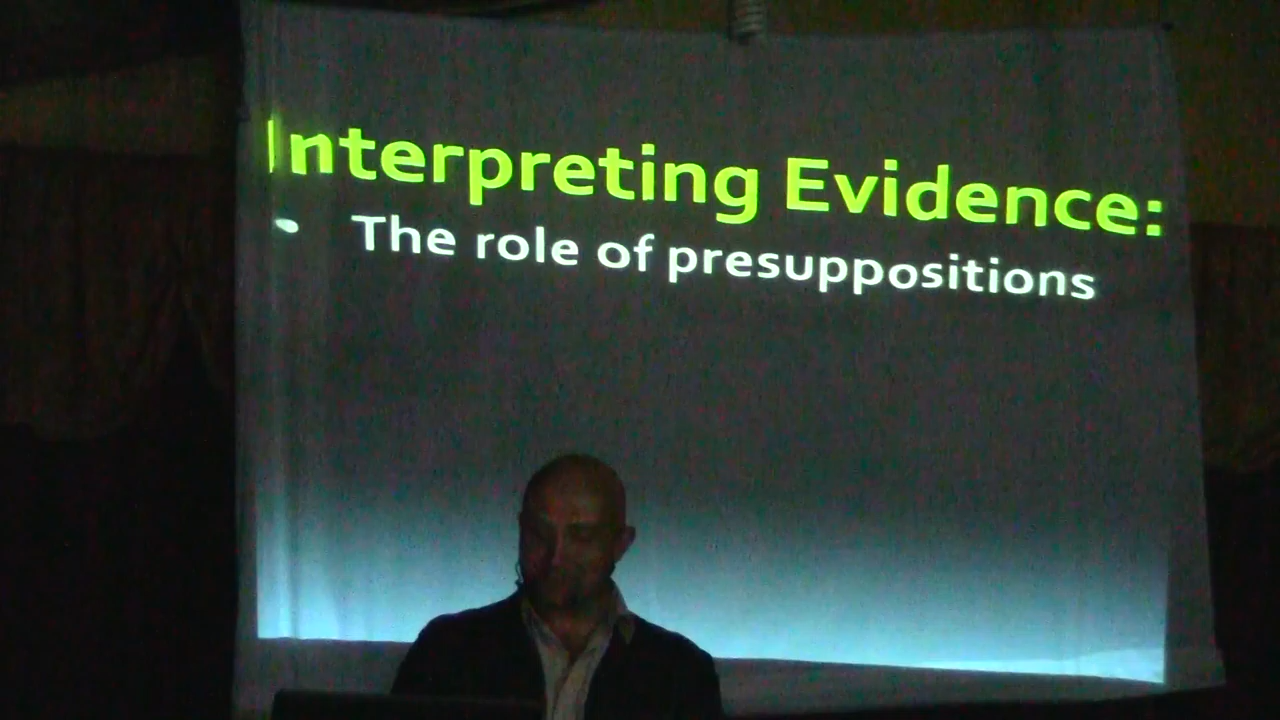 Interpreting Evidence:
• The role of presuppositions